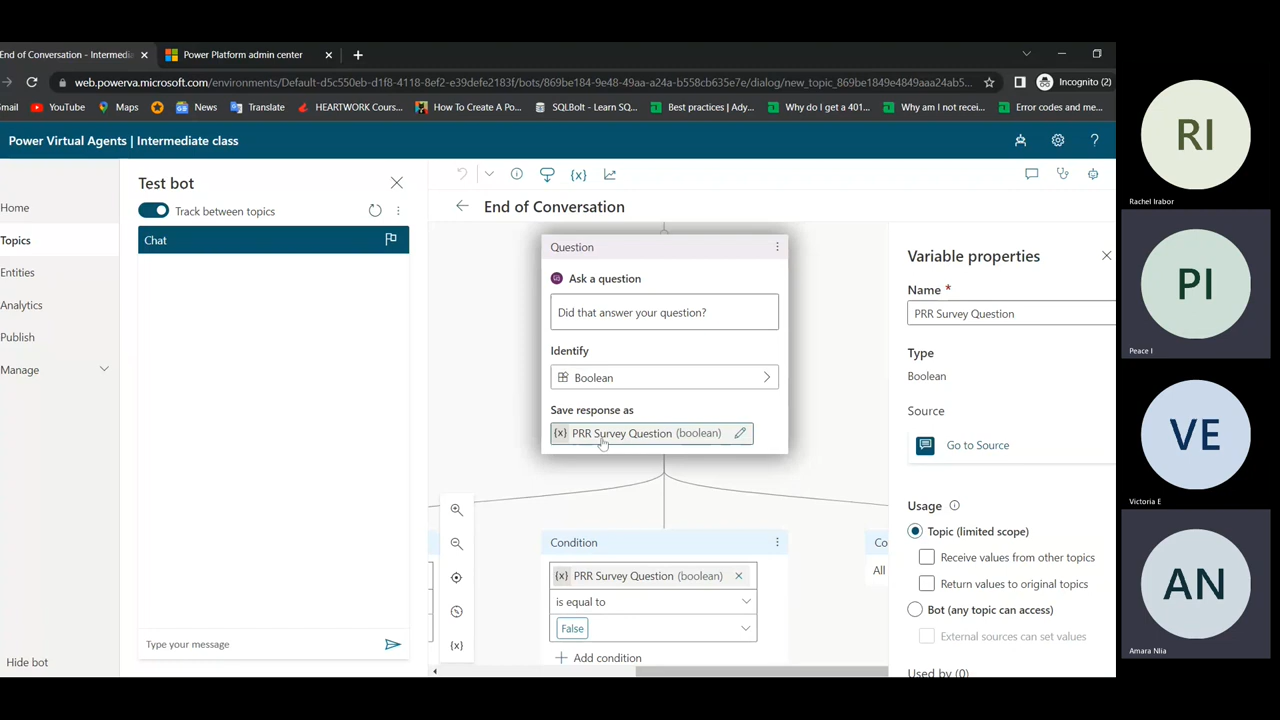 End of Conversation - Intermedia
Power Platform admin center
web.powerva.microsoft.com/environments/Default-d5c550eb-d1f8-4118-8ef2-e39defe2183f/bots/869be184-9e48-49aa-a24a-b558cb635e7e/dialog/new_topic_869be1849e4849aaa24ab5...
Incognito (2)
mail
YouTube
Maps
News
Translate
HEARTWORK Cours...
How To Create A Po...
SQLBolt - Learn SQ...
Best practices | Ady...
Why do I get a 401...
Why am I not recei...
Error codes and me...
Power Virtual Agents | Intermediate class
Home
Topics
Entities
Analytics
Publish
Manage
Hide bot
Test bot
Track between topics
Chat
Type your message
{x}
End of Conversation
Question
Ask a question
Did that answer your question?
Identify
Boolean
Save response as
{x} PRR Survey Question (boolean)
Condition
{x} PRR Survey Question (boolean)
is equal to
False
Add condition
Co
All
{x}
Variable properties
Name *
PRR Survey Question
Type
Boolean
Source
Go to Source
Usage
Topic (limited scope)
Receive values from other topics
Return values to original topics
Bot (any topic can access)
External sources can set values
Used by (0)
RI
Rachel Irabor
PI
Peace I
VE
Victoria E
AN
Amara Nlia